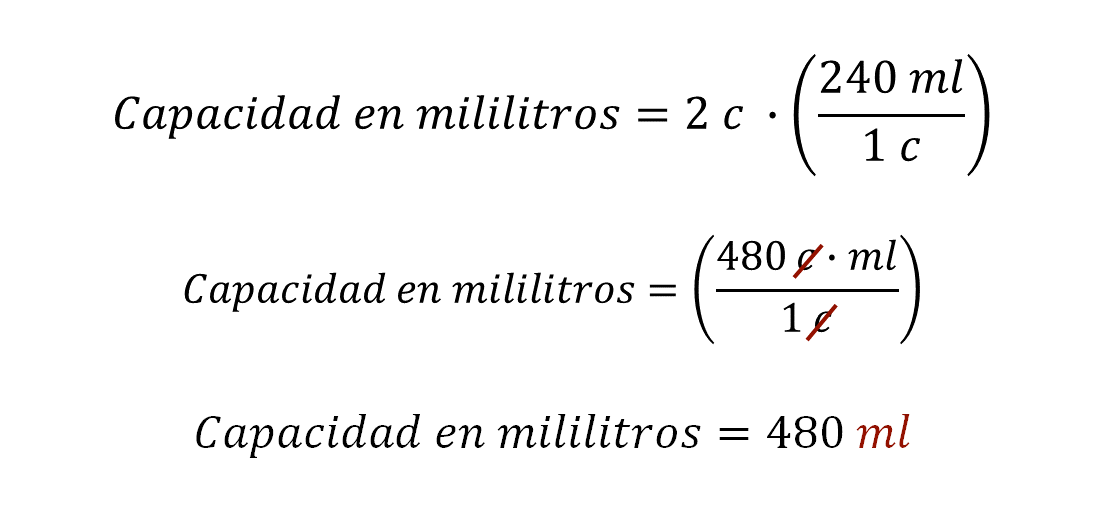 Capacidad en mililitros = 2 c · (240 ml / 1 c)
Capacidad en mililitros = (480 c · ml / 1 c)
Capacidad en mililitros = 480 ml